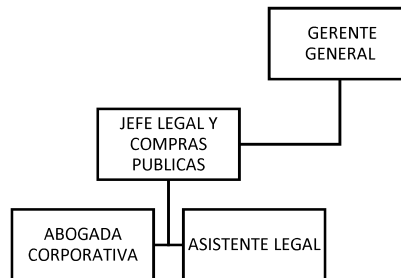 GERENTE
GENERAL
JEFE LEGAL Y
COMPRAS
PUBLICAS
ABOGADA
CORPORATIVA
ASISTENTE LEGAL